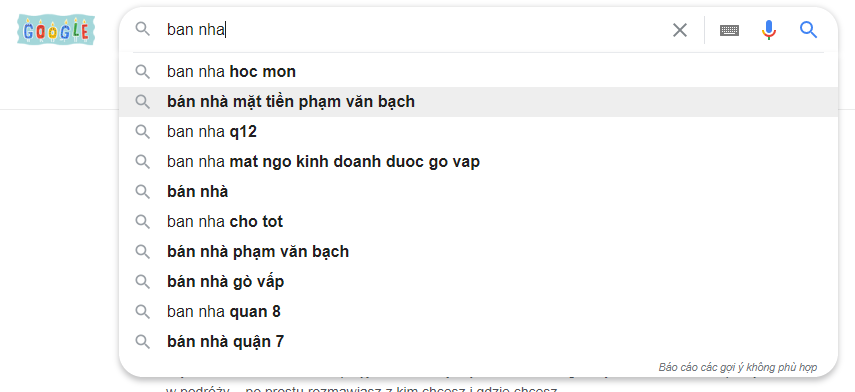 GOOGLE
ban nha
ban nha hoc mon
bán nhà mặt tiền phạm văn bạch
ban nha q12
ban nha mat ngo kinh doanh duoc go vap
bán nhà
ban nha cho tot
bán nhà phạm văn bạch
bán nhà gò vấp
ban nha quan 8
bán nhà quận 7
Báo cáo các gợi ý không phù hợp
w podróży – po prostu rozmawiasz z kim chcesz i gdzie chcesz